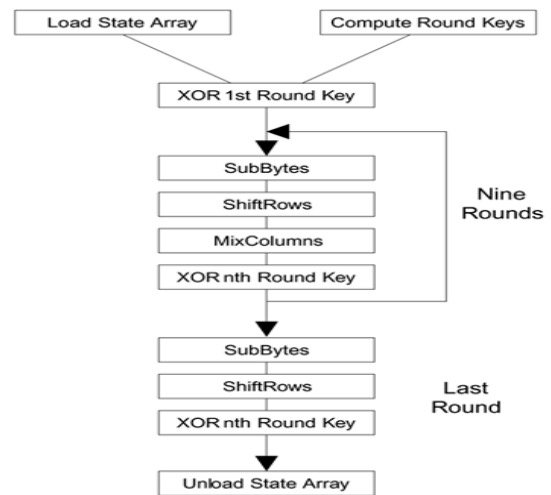 Load State Array
Compute Round Keys
XOR 1st Round Key
SubBytes
ShiftRows
MixColumns
XOR nth Round Key
Nine
Rounds
SubBytes
ShiftRows
XOR nth Round Key
Last
Round
Unload State Array